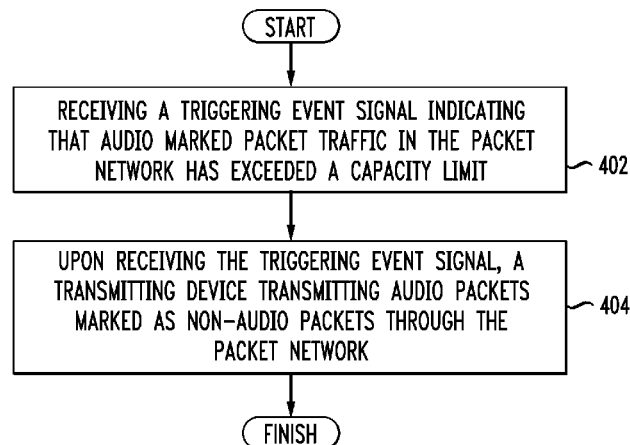 START
RECEIVING A TRIGGERING EVENT SIGNAL INDICATING
THAT AUDIO MARKED PACKET TRAFFIC IN THE PACKET
NETWORK HAS EXCEEDED A CAPACITY LIMIT
402
UPON RECEIVING THE TRIGGERING EVENT SIGNAL, A
TRANSMITTING DEVICE TRANSMITTING AUDIO PACKETS
MARKED AS NON-AUDIO PACKETS THROUGH THE
PACKET NETWORK
404
FINISH